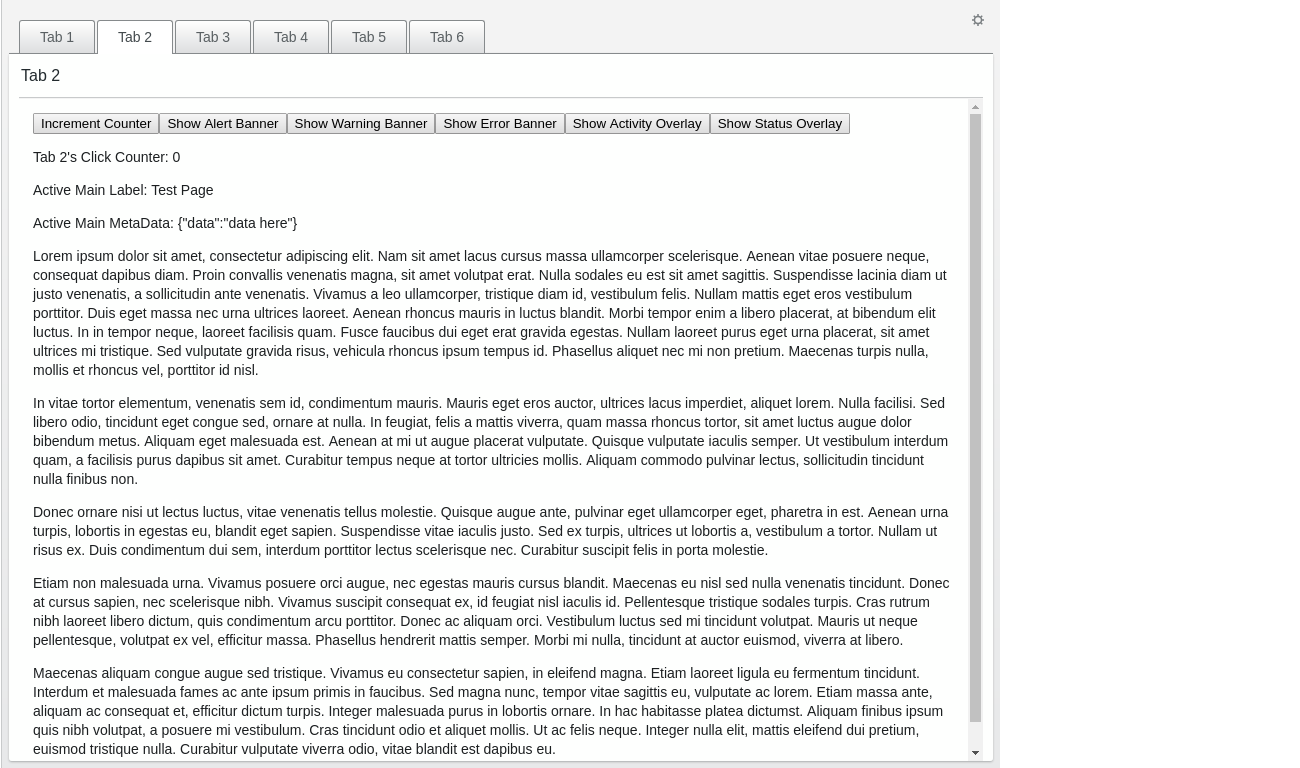 Tab 1 Tab 2 Tab 3 Tab 4 Tab 5 Tab 6
Tab 2
Increment Counter Show Alert Banner Show Warning Banner Show Error Banner Show Activity Overlay Show Status Overlay
Tab 2's Click Counter: 0
Active Main Label: Test Page
Active Main MetaData: {"data":"data here"}
Lorem ipsum dolor sit amet, consectetur adipiscing elit. Nam sit amet lacus cursus massa ullamcorper scelerisque. Aenean vitae posuere neque,
consequat dapibus diam. Proin convallis venenatis magna, sit amet volutpat erat. Nulla sodales eu est sit amet sagittis. Suspendisse lacinia diam ut
justo venenatis, a sollicitudin ante venenatis. Vivamus a leo ullamcorper, tristique diam id, vestibulum felis. Nullam mattis eget eros vestibulum
porttitor. Duis eget massa nec urna ultrices laoreet. Aenean rhoncus mauris in luctus blandit. Morbi tempor enim a libero placerat, at bibendum elit
luctus. In in tempor neque, laoreet facilisis quam. Fusce faucibus dui eget erat gravida egestas. Nullam laoreet purus eget urna placerat, sit amet
ultrices mi tristique. Sed vulputate gravida risus, vehicula rhoncus ipsum tempus id. Phasellus aliquet nec mi non pretium. Maecenas turpis nulla,
mollis et rhoncus vel, porttitor id nisl.
In vitae tortor elementum, venenatis sem id, condimentum mauris. Mauris eget eros auctor, ultrices lacus imperdiet, aliquet lorem. Nulla facilisi. Sed
libero odio, tincidunt eget congue sed, ornare at nulla. In feugiat, felis a mattis viverra, quam massa rhoncus tortor, sit amet luctus augue dolor
bibendum metus. Aliquam eget malesuada est. Aenean at mi ut augue placerat vulputate. Quisque vulputate iaculis semper. Ut vestibulum interdum
quam, a facilisis purus dapibus sit amet. Curabitur tempus neque at tortor ultricies mollis. Aliquam commodo pulvinar lectus, sollicitudin tincidunt
nulla finibus non.
Donec ornare nisi ut lectus luctus, vitae venenatis tellus molestie. Quisque augue ante, pulvinar eget ullamcorper eget, pharetra in est. Aenean urna
turpis, lobortis in egestas eu, blandit eget sapien. Suspendisse vitae iaculis justo. Sed ex turpis, ultrices ut lobortis a, vestibulum a tortor. Nullam ut
risus ex. Duis condimentum dui sem, interdum porttitor lectus scelerisque nec. Curabitur suscipit felis in porta molestie.
Etiam non malesuada urna. Vivamus posuere orci augue, nec egestas mauris cursus blandit. Maecenas eu nisl sed nulla venenatis tincidunt. Donec
at cursus sapien, nec scelerisque nibh. Vivamus suscipit consequat ex, id feugiat nisl iaculis id. Pellentesque tristique sodales turpis. Cras rutrum
nibh laoreet libero dictum, quis condimentum arcu porttitor. Donec ac aliquam orci. Vestibulum luctus sed mi tincidunt volutpat. Mauris ut neque
pellentesque, volutpat ex vel, efficitur massa. Phasellus hendrerit mattis semper. Morbi mi nulla, tincidunt at auctor euismod, viverra at libero.
Maecenas aliquam congue augue sed tristique. Vivamus eu consectetur sapien, in eleifend magna. Etiam laoreet ligula eu fermentum tincidunt.
Interdum et malesuada fames ac ante ipsum primis in faucibus. Sed magna nunc, tempor vitae sagittis eu, vulputate ac lorem. Etiam massa ante,
aliquam ac consequat et, efficitur dictum turpis. Integer malesuada purus in lobortis ornare. In hac habitasse platea dictumst. Aliquam finibus ipsum
quis nibh volutpat, a posuere mi vestibulum. Cras tincidunt odio et aliquet mollis. Ut ac felis neque. Integer nulla elit, mattis eleifend dui pretium,
euismod tristique nulla. Curabitur vulputate viverra odio, vitae blandit est dapibus eu.